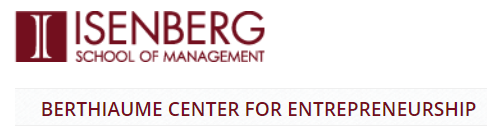 ISENBERG
SCHOOL OF MANAGEMENT
BERTHIAUME CENTER FOR ENTREPRENEURSHIP